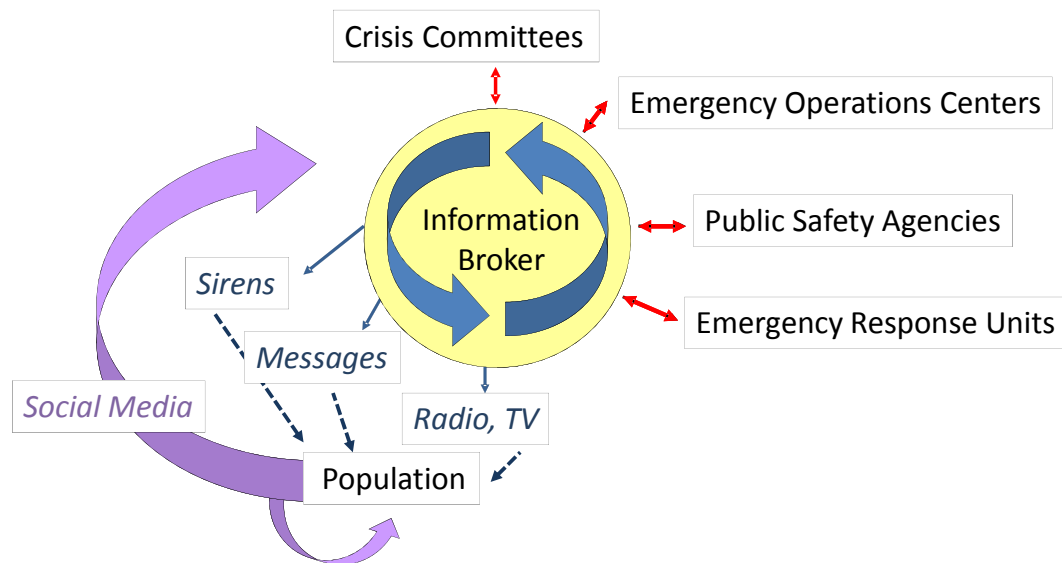 Crisis Committees
Emergency Operations Centers
Public Safety Agencies
Information
Broker
Emergency Response Units
Sirens
Messages
Social Media
Radio, TV
Population